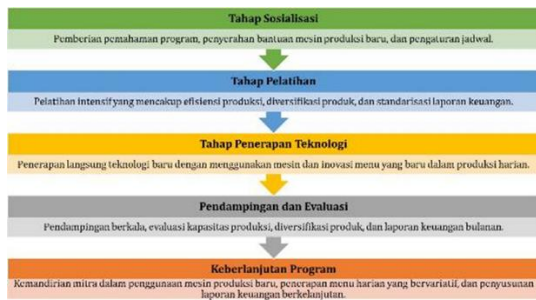 Tahap Sosialisasi
Pemberian pemahaman program, penyerahan bantuan mesin produksi baru, dan pengaturan jadwal.
Tahap Pelatihan
Pelatihan intensif yang mencakup efisiensi produksi, diversifikasi produk, dan standarisasi laporan keuangan.
Tahap Penerapan Teknologi
Penerapan langsung teknologi baru dengan menggunakan mesin dan inovasi menu yang baru dalam produksi harian.
Pendampingan dan Evaluasi
Pendampingan berkala, evaluasi kapasitas produksi, diversifikasi produk, dan laporan keuangan bulanan.
Keberlanjutan Program
Kemandirian mitra dalam penggunaan mesin produksi baru, penerapan menu harian yang bervariatif, dan penyusunan
laporan keuangan berkelanjutan.